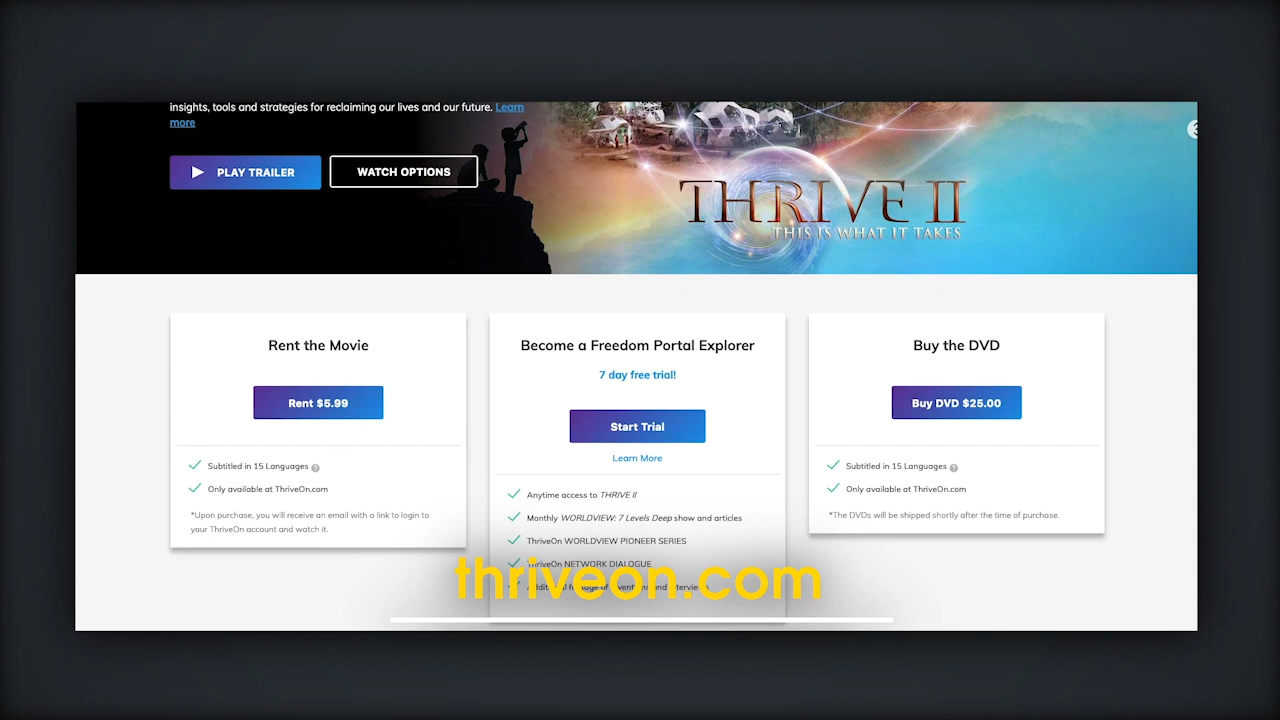 insights, tools and strategies for reclaiming our lives and our future. Learn
more
PLAY TRAILER
WATCH OPTIONS
THRIVE II
THIS IS WHAT IT TAKES
Rent the Movie
Rent $5.99
Subtitled in 15 Languages ?
Only available at ThriveOn.com
*Upon purchase, you will receive an email with a link to login to
your ThriveOn account and watch it.
Become a Freedom Portal Explorer
7 day free trial!
Start Trial
Learn More
Anytime access to THRIVE II
Monthly WORLDVIEW: 7 Levels Deep show and articles
ThriveOn WORLDVIEW PIONEER SERIES
ThriveOn NETWORK DIALOGUE
Additional footage of inventions and interviews
Buy the DVD
Buy DVD $25.00
Subtitled in 15 Languages ?
Only available at ThriveOn.com
*The DVDs will be shipped shortly after the time of purchase.
thriveon.com